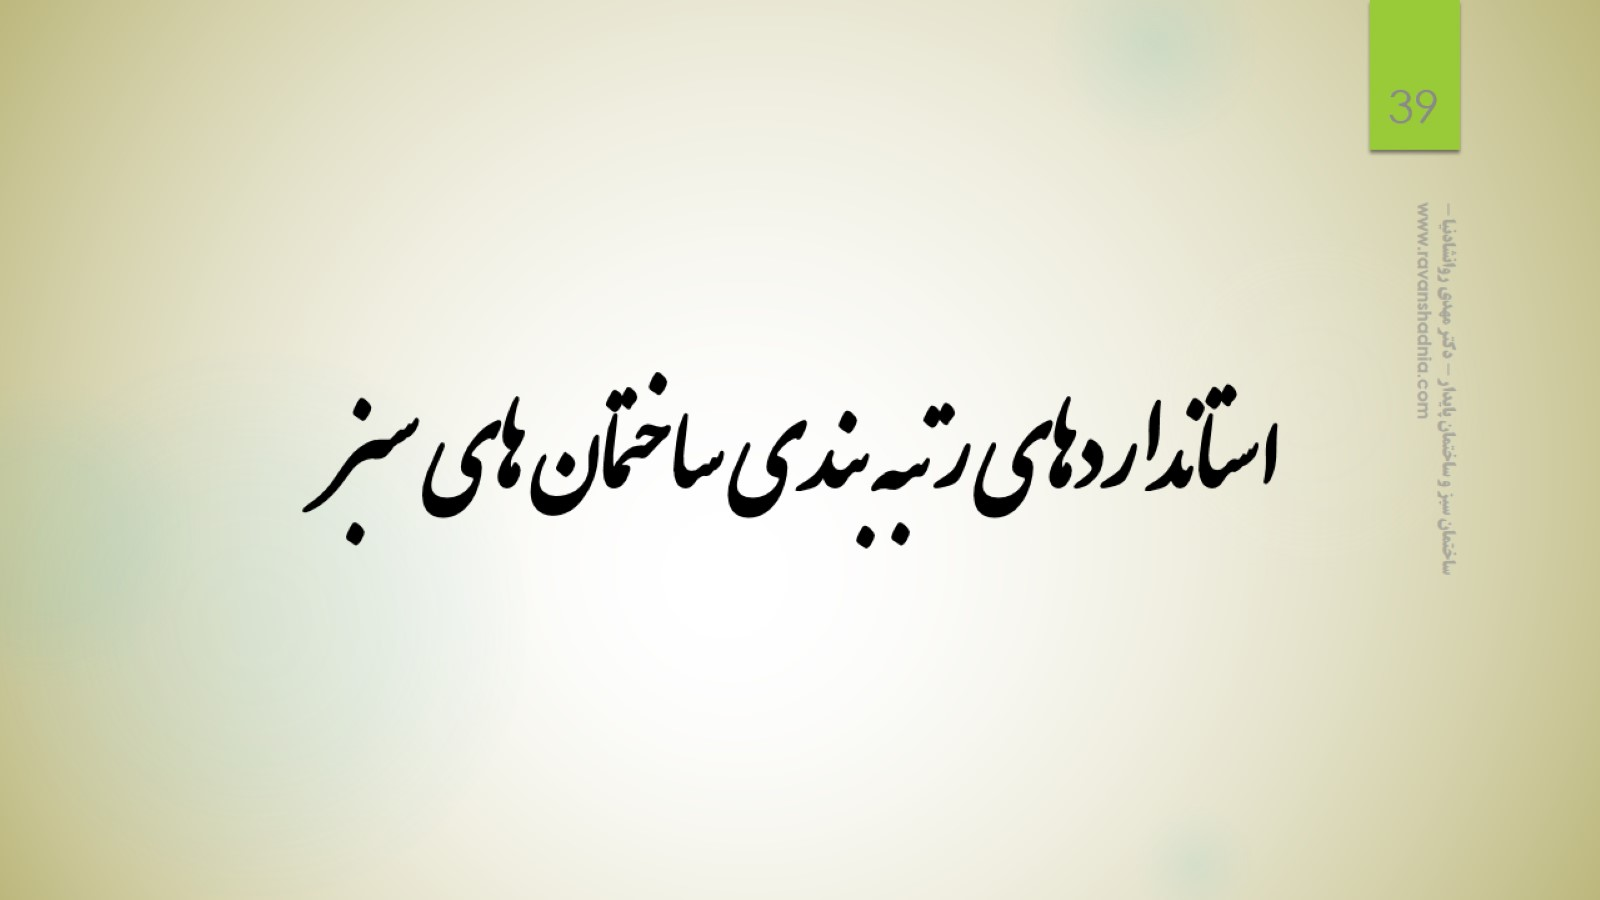 39
استانداردهای رتبه بندی ساختمان های سبز
ساختمان سبز و ساختمان پایدار – دکتر مهدی روانشادنیا –
www.ravanshadnia.com